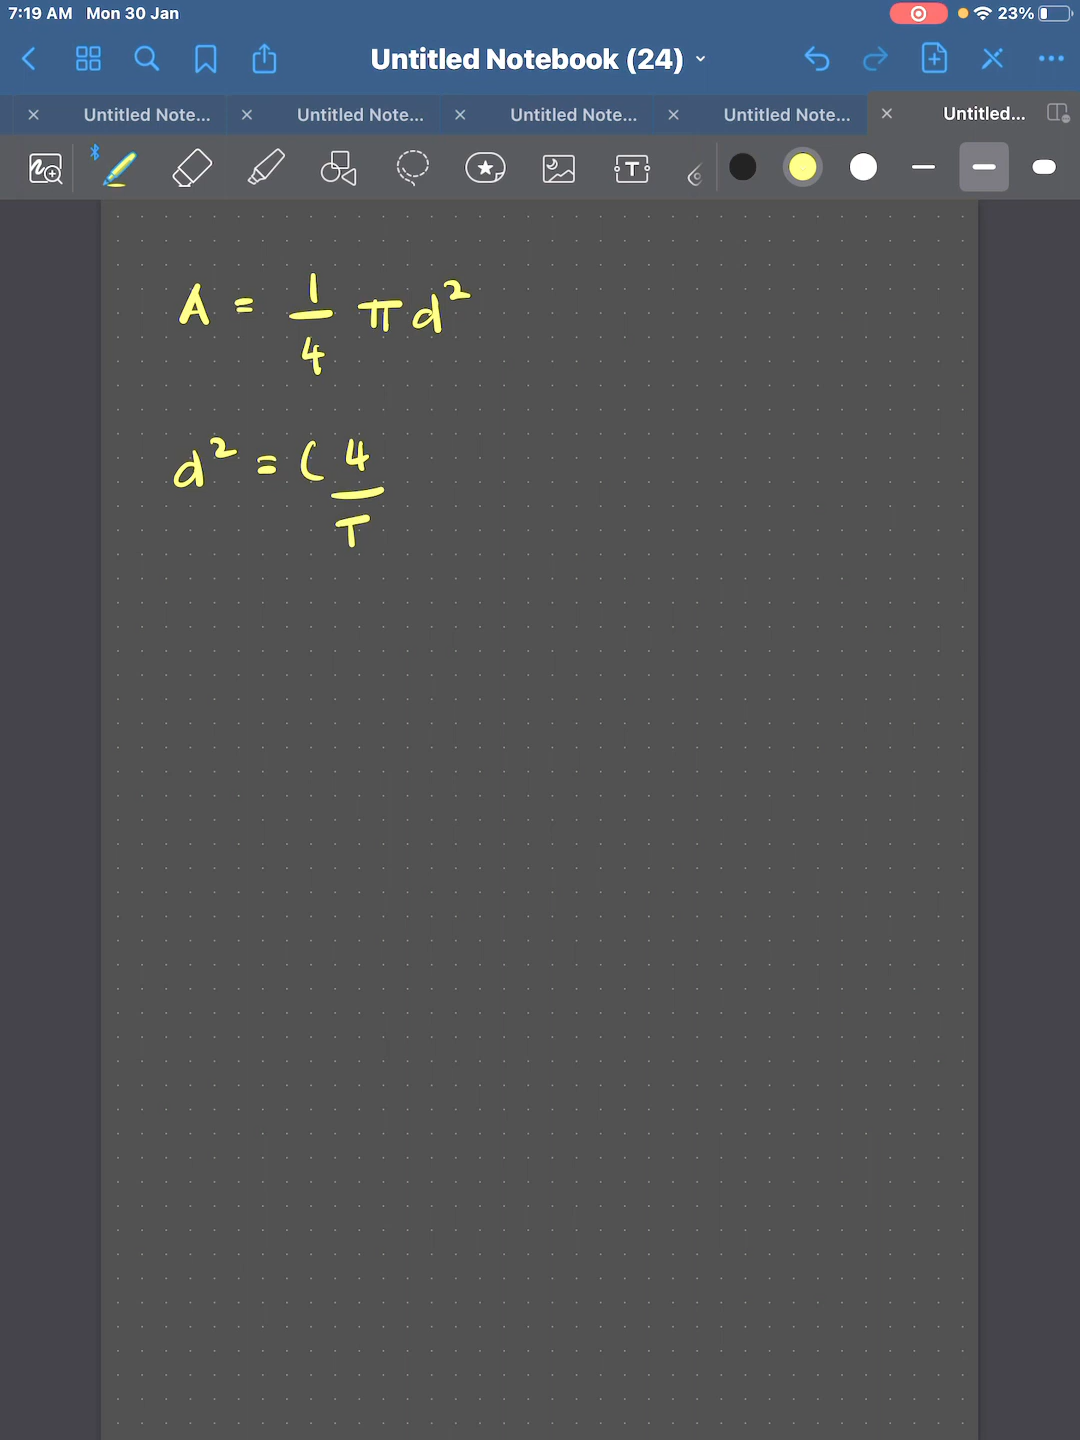 7:19 AM Mon 30 Jan 23%
Untitled Notebook (24)
Untitled Note... Untitled Note... Untitled Note... Untitled Note... Untitled...
T
A = 1/4 πd²
d² = (4/T